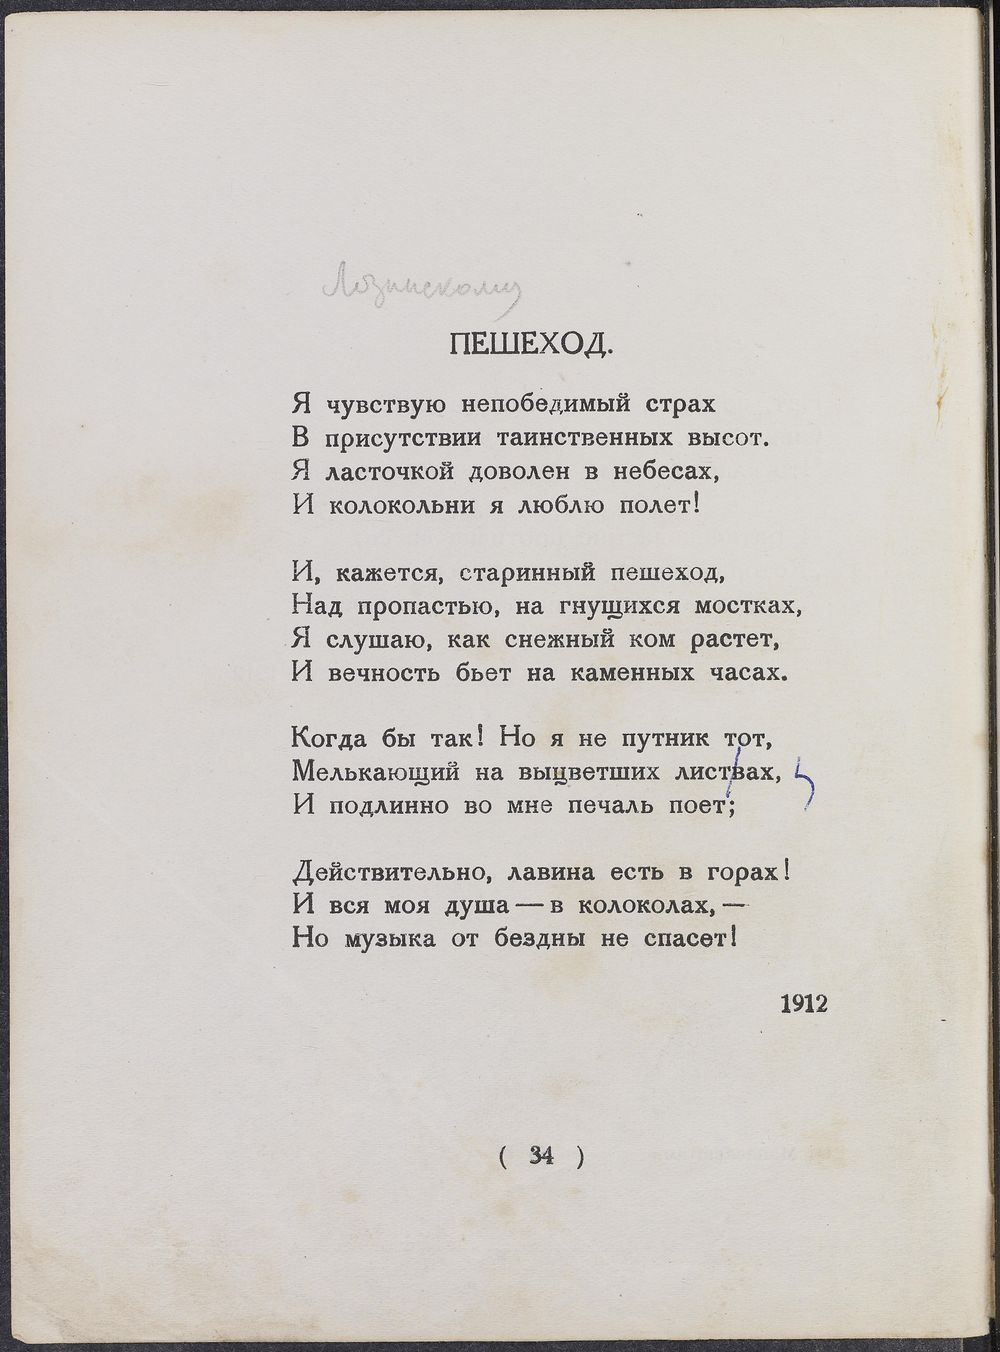 Лозинскому
ПЕШЕХОД.
Я чувствую непобедимый страх
В присутствии таинственных высот.
Я ласточкой доволен в небесах,
И колокольни я люблю полет!
И, кажется, старинный пешеход,
Над пропастью, на гнущихся мостках,
Я слушаю, как снежный ком растет,
И вечность бьет на каменных часах.
Когда бы так! Но я не путник тот,
Мелькающий на выцветших листвах,
И подлинно во мне печаль поет;
Действительно, лавина есть в горах!
И вся моя душа — в колоколах, —
Но музыка от бездны не спасет!
1912
( 34 )